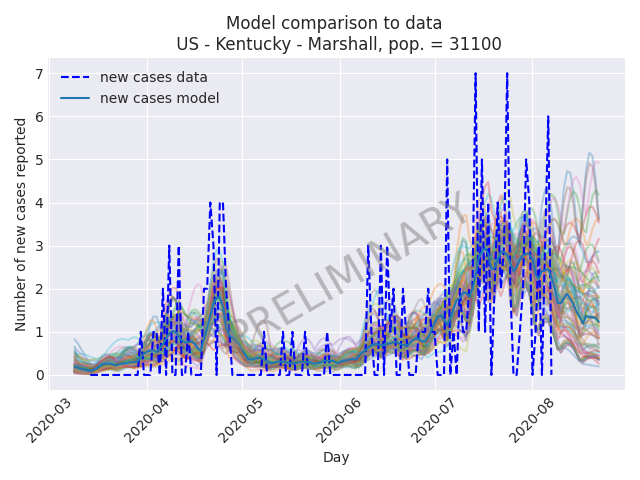 Model comparison to data
US - Kentucky - Marshall, pop. = 31100
new cases data
new cases model
PRELIMINARY
Number of new cases reported
7
6
5
4
3
2
1
0
2020-03
2020-04
2020-05
2020-06
2020-07
2020-08
Day